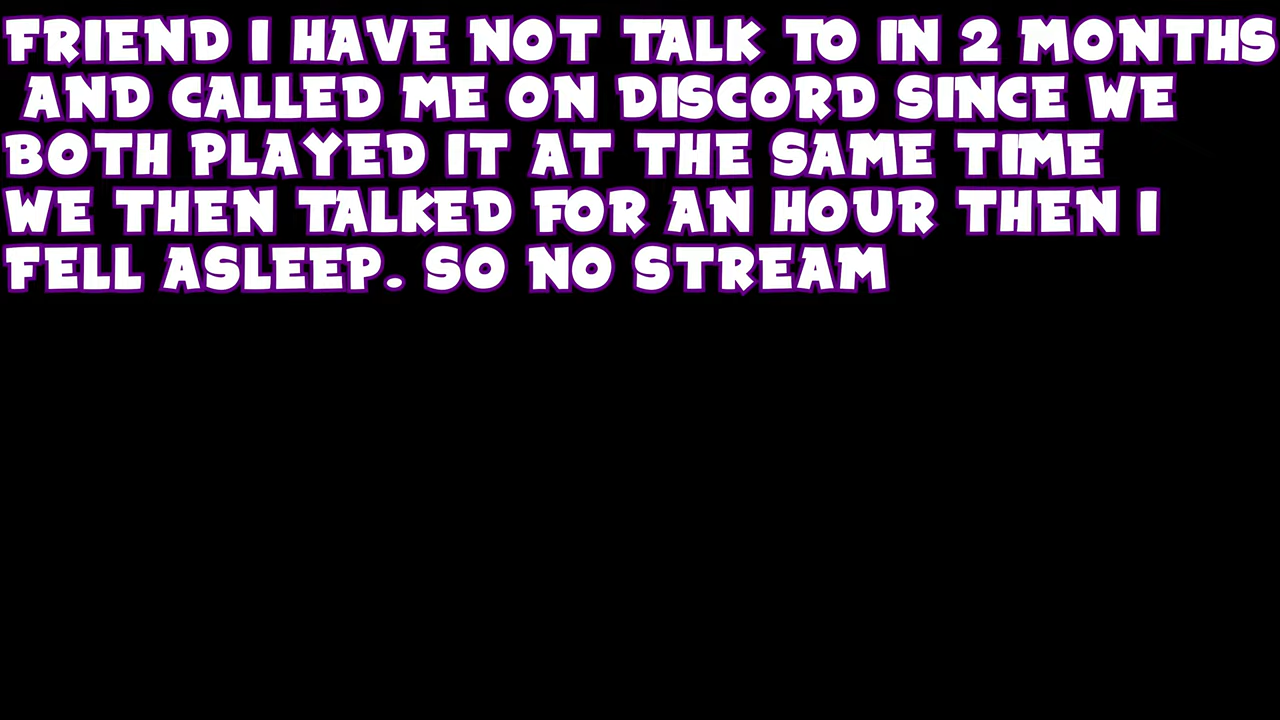 FRIEND I HAVE NOT TALK TO IN 2 MONTHS
AND CALLED ME ON DISCORD SINCE WE
BOTH PLAYED IT AT THE SAME TIME
WE THEN TALKED FOR AN HOUR THEN I
FELL ASLEEP. SO NO STREAM